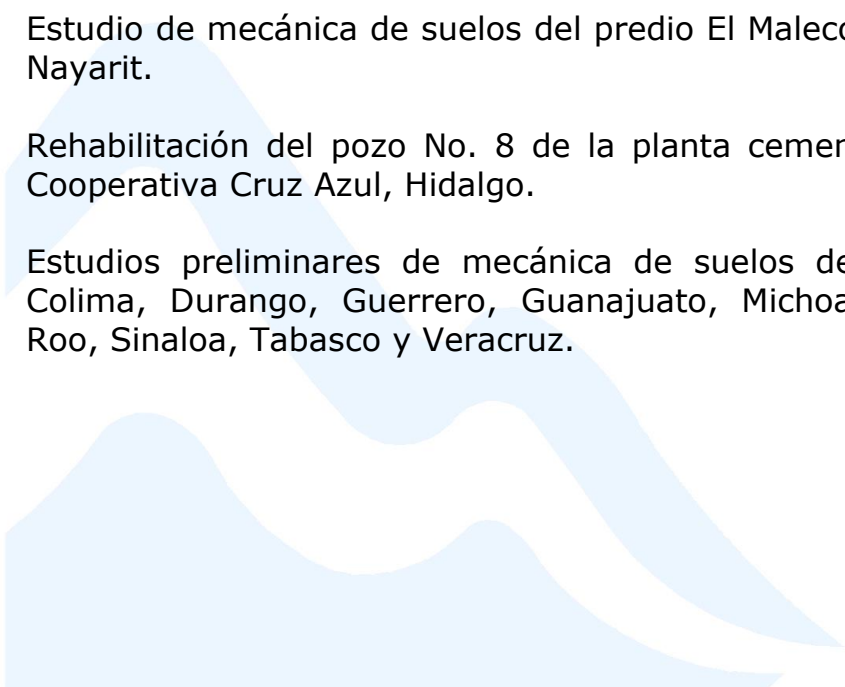 Estudio de mecánica de suelos del predio El Malec
Nayarit.
Rehabilitación del pozo No. 8 de la planta cemen
Cooperativa Cruz Azul, Hidalgo.
Estudios preliminares de mecánica de suelos de
Colima, Durango, Guerrero, Guanajuato, Michoa
Roo, Sinaloa, Tabasco y Veracruz.